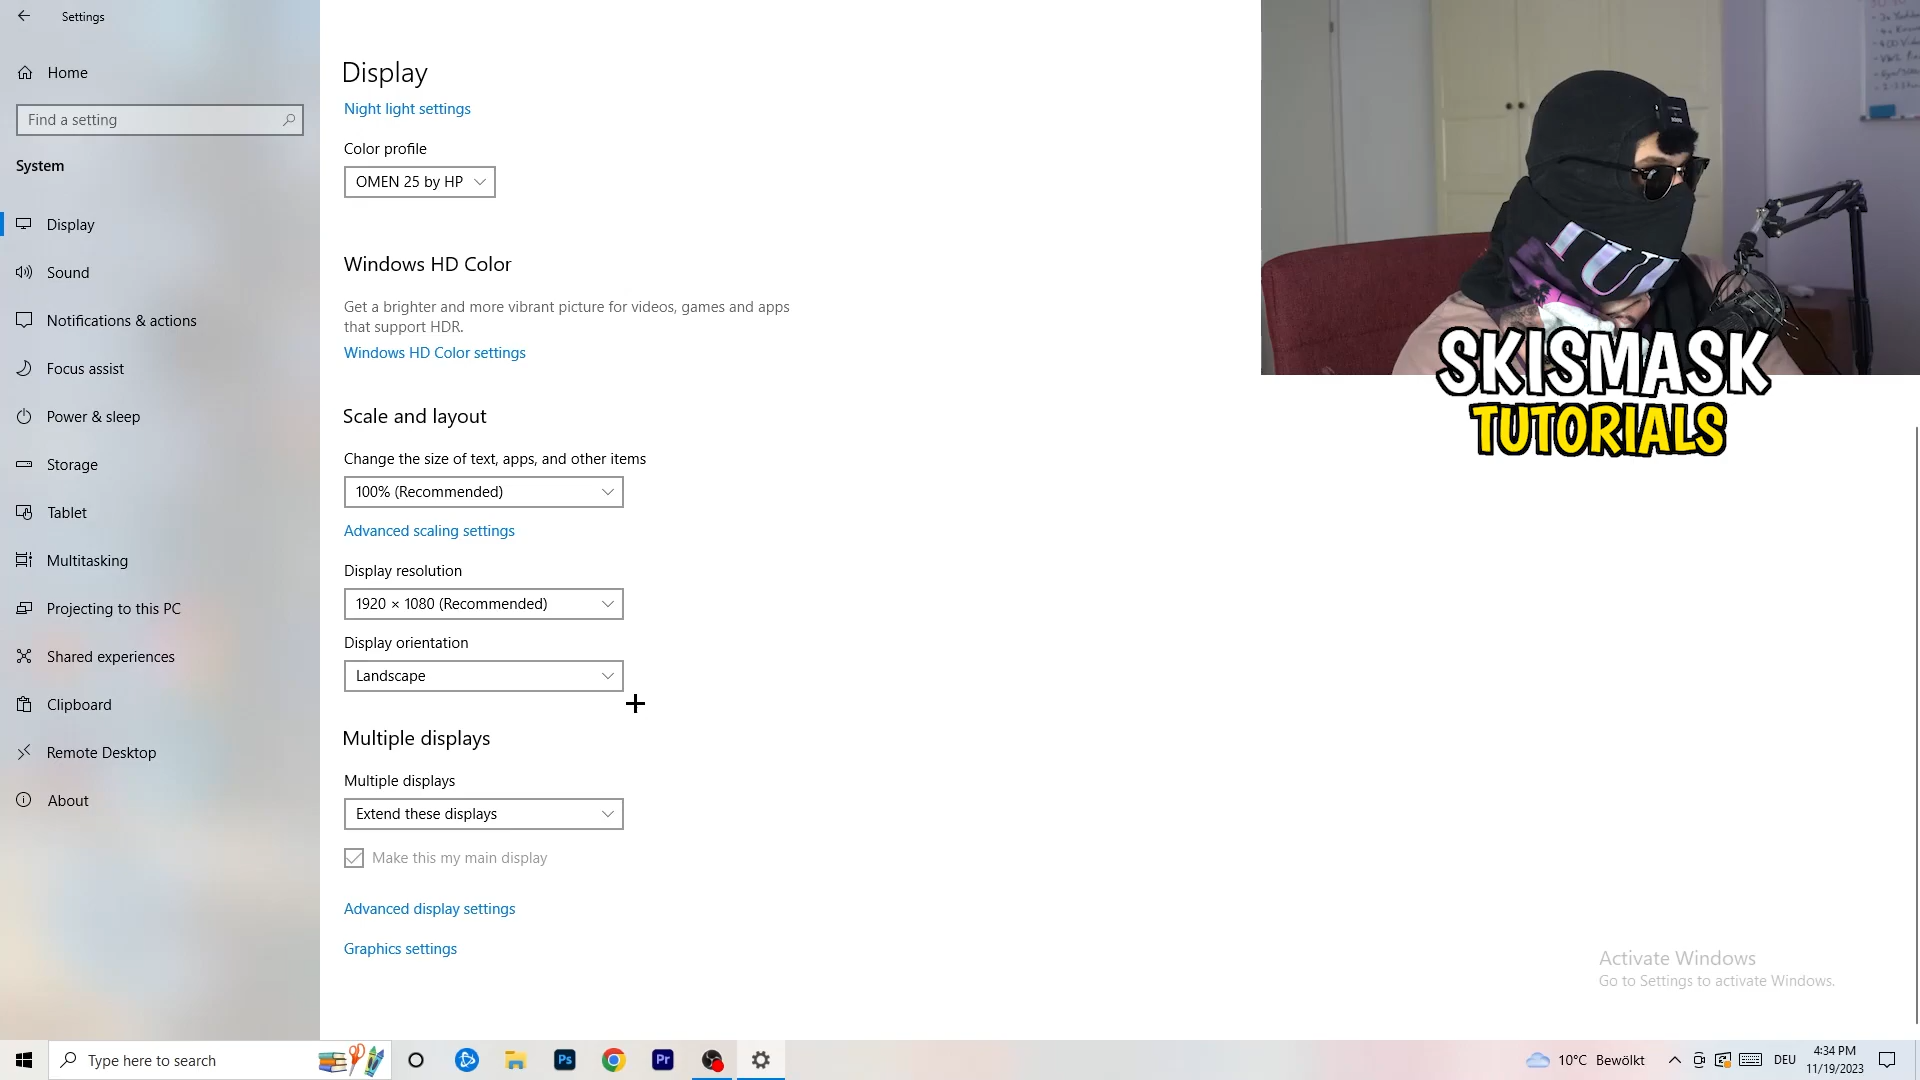 Settings
Home
Find a setting
System
Display
Sound
Notifications & actions
Focus assist
Power & sleep
Storage
Tablet
Multitasking
Projecting to this PC
Shared experiences
Clipboard
Remote Desktop
About
Display
Night light settings
Color profile
OMEN 25 by HP
Windows HD Color
Get a brighter and more vibrant picture for videos, games and apps
that support HDR.
Windows HD Color settings
Scale and layout
Change the size of text, apps, and other items
100% (Recommended)
Advanced scaling settings
Display resolution
1920 × 1080 (Recommended)
Display orientation
Landscape
Multiple displays
Multiple displays
Extend these displays
Make this my main display
Advanced display settings
Graphics settings
SKISMASK
TUTORIALS
Activate Windows
Go to Settings to activate Windows.
Type here to search
Ps
Pr
10°C Bewölkt
DEU
4:34 PM
11/19/2023